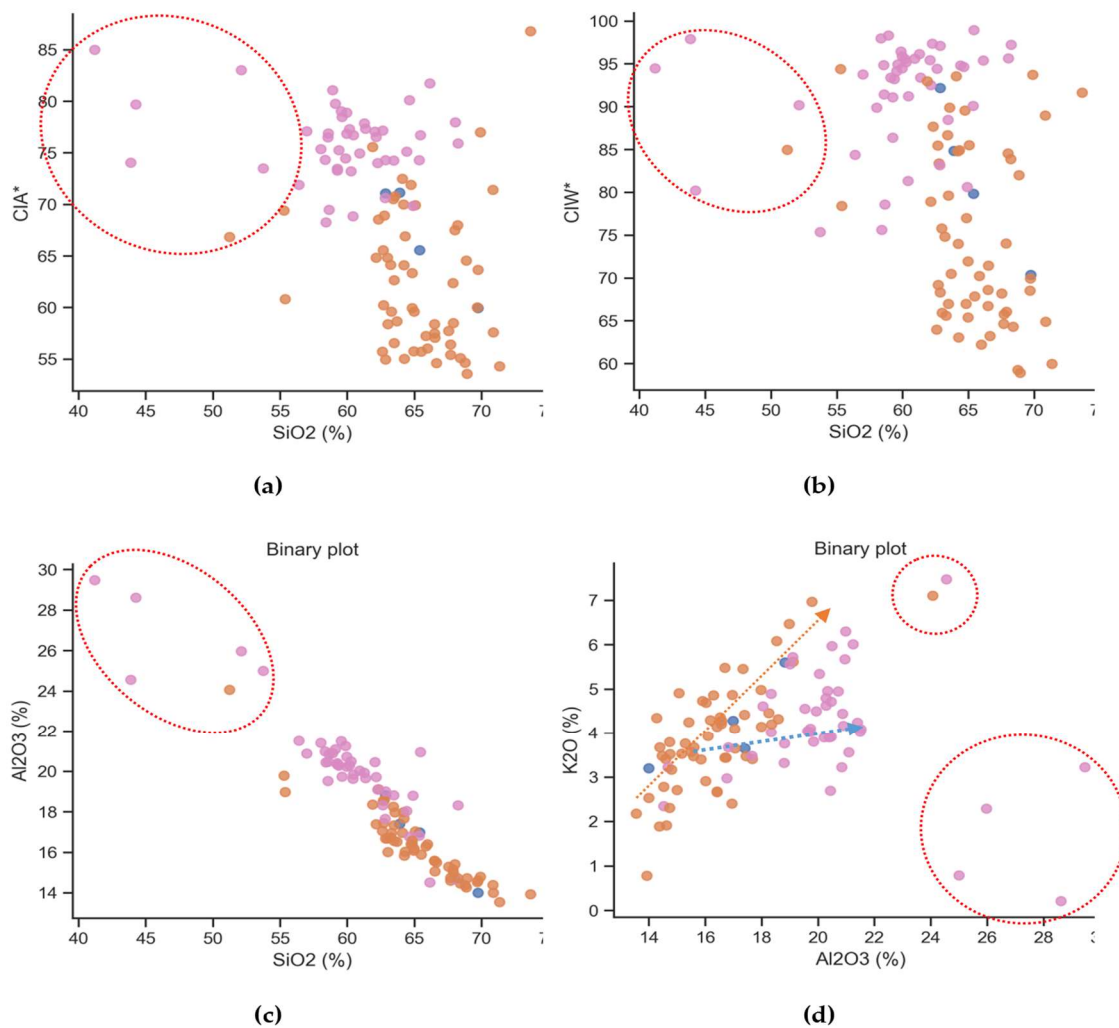 85
80
75
70
65
60
55
CIA*
40 45 50 55 60 65 70 7
SiO2 (%)
(a)
100
95
90
85
80
75
70
65
60
CIW*
40 45 50 55 60 65 70
SiO2 (%)
(b)
Binary plot
30
28
26
24
22
20
18
16
14
Al2O3 (%)
40 45 50 55 60 65 70 7
SiO2 (%)
(c)
Binary plot
7
6
5
4
3
2
1
0
K2O (%)
14 16 18 20 22 24 26 28 3
Al2O3 (%)
(d)